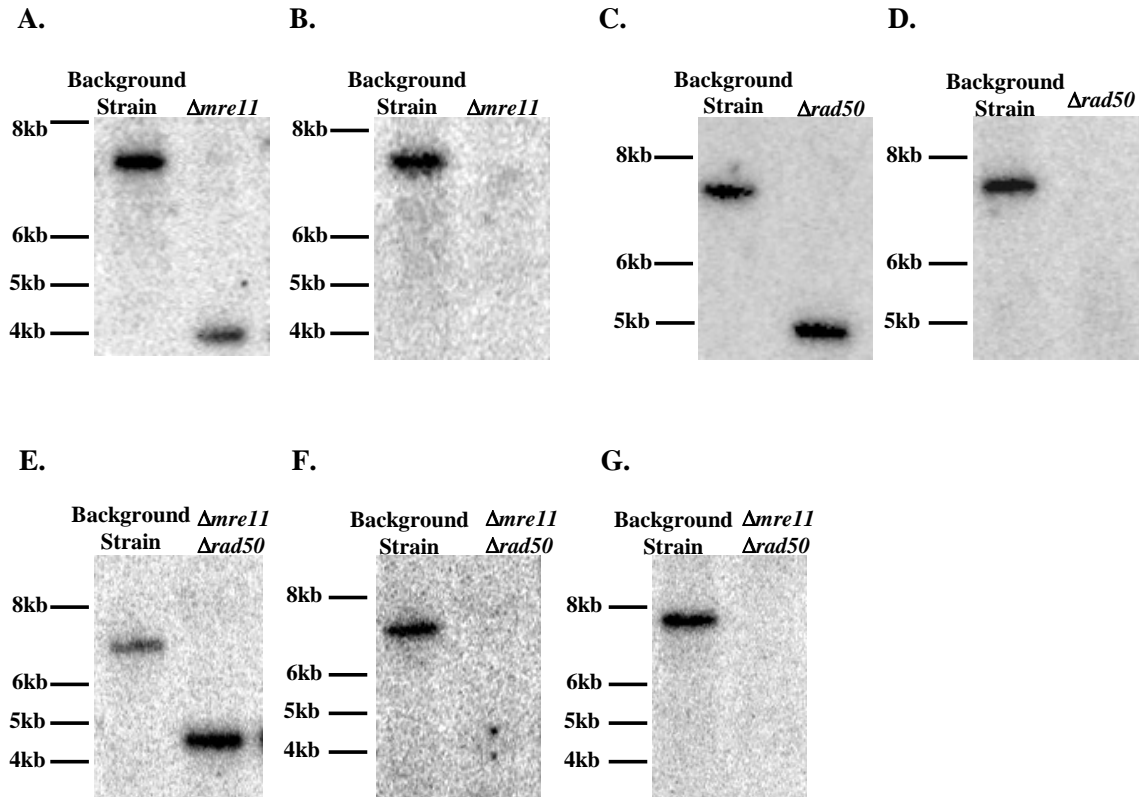 A.
Background
Strain
Δmre11
8kb
6kb
5kb
4kb
B.
Background
Strain
Δmre11
8kb
6kb
5kb
4kb
C.
Background
Strain
Δrad50
8kb
6kb
5kb
D.
Background
Strain
Δrad50
8kb
6kb
5kb
E.
Background
Strain
Δmre11
Δrad50
8kb
6kb
5kb
4kb
F.
Background
Strain
Δmre11
Δrad50
8kb
6kb
5kb
4kb
G.
Background
Strain
Δmre11
Δrad50
8kb
6kb
5kb
4kb